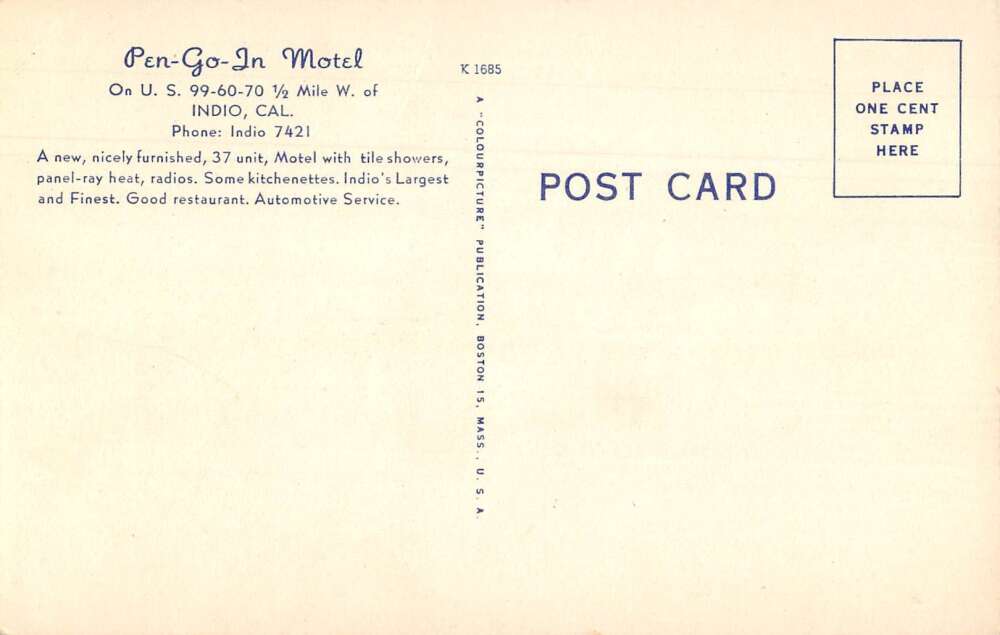 Pen-Go-In Motel
On U. S. 99-60-70 ½ Mile W. of
INDIO, CAL.
Phone: Indio 7421
A new, nicely furnished, 37 unit, Motel with tile showers,
panel-ray heat, radios. Some kitchenettes. Indio's Largest
and Finest. Good restaurant. Automotive Service.
K 1685
A "COLOURPICTURE" PUBLICATION, BOSTON 15, MASS., U. S. A.
POST CARD
PLACE
ONE CENT
STAMP
HERE